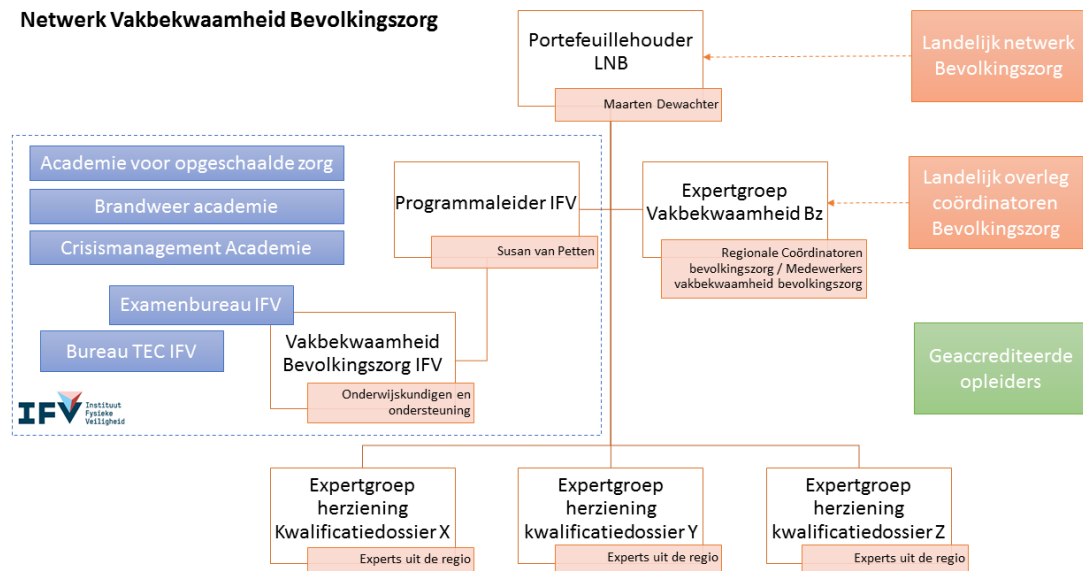 Netwerk Vakbekwaamheid Bevolkingszorg
Portefeuillehouder
LNB
Maarten Dewachter
Landelijk netwerk
Bevolkingszorg
Academie voor opgeschaalde zorg
Brandweer academie
Crisismanagement Academie
Programmaleider IFV
Susan van Petten
Expertgroep
Vakbekwaamheid Bz
Regionale Coördinatoren
bevolkingszorg / Medewerkers
vakbekwaamheid bevolkingszorg
Landelijk overleg
coördinatoren
Bevolkingszorg
Examenbureau IFV
Bureau TEC IFV
Vakbekwaamheid
Bevolkingszorg IFV
Onderwijskundigen en
ondersteuning
Geaccrediteerde
opleiders
IFV
Instituut
Fysieke
Veiligheid
Expertgroep
herziening
Kwalificatiedossier X
Experts uit de regio
Expertgroep
herziening
kwalificatiedossier Y
Experts uit de regio
Expertgroep
herziening
kwalificatiedossier Z
Experts uit de regio